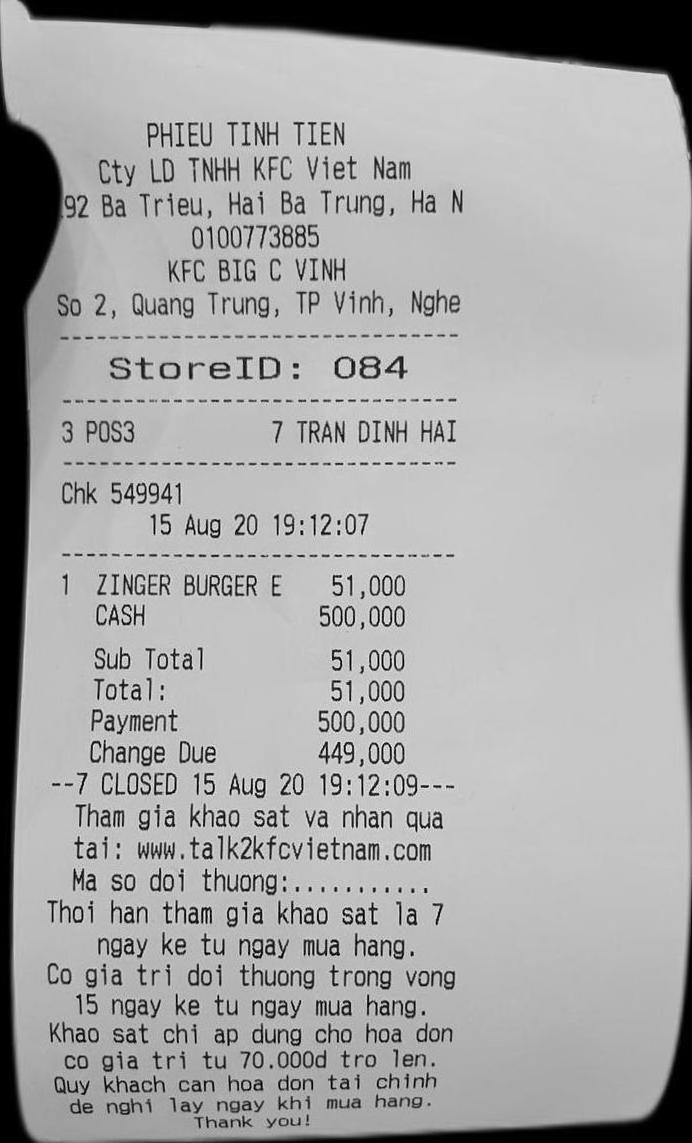 PHIEU TINH TIEN
Cty LD TNHH KFC Viet Nam
92 Ba Trieu, Hai Ba Trung, Ha N
0100773885
KFC BIG C VINH
So 2, Quang Trung, TP Vinh, Nghe
--------------------------------
StoreID: 084
--------------------------------
3 POS3 7 TRAN DINH HAI
--------------------------------
Chk 549941
15 Aug 20 19:12:07
--------------------------------
1 ZINGER BURGER E 51,000
CASH 500,000
Sub Total 51,000
Total: 51,000
Payment 500,000
Change Due 449,000
--7 CLOSED 15 Aug 20 19:12:09---
Tham gia khao sat va nhan qua
tai: www.talk2kfcvietnam.com
Ma so doi thuong:...........
Thoi han tham gia khao sat la 7
ngay ke tu ngay mua hang.
Co gia tri doi thuong trong vong
15 ngay ke tu ngay mua hang.
Khao sat chi ap dung cho hoa don
co gia tri tu 70.000d tro len.
Quy khach can hoa don tai chinh
de nghi lay ngay khi mua hang.
Thank you!